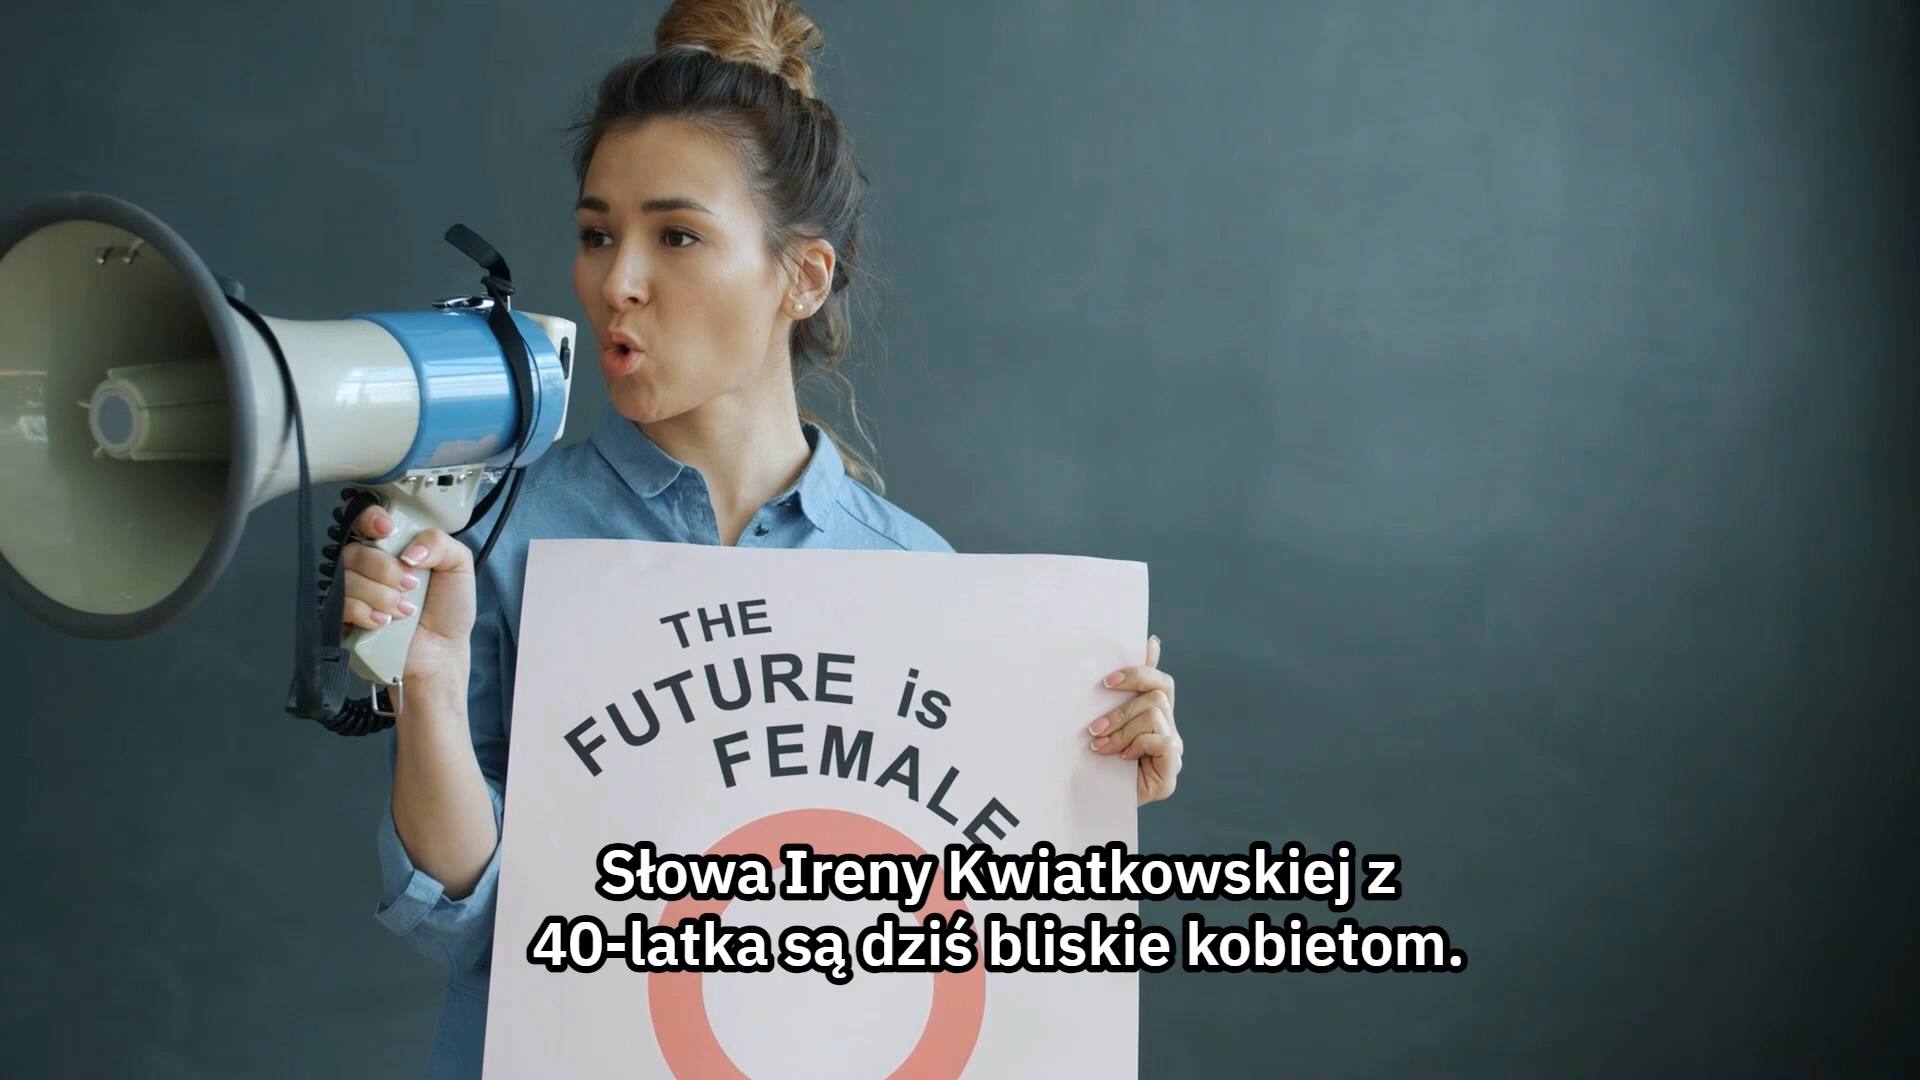 THE
FUTURE is
FEMALE
Słowa Ireny Kwiatkowskiej z
40-latka są dziś bliskie kobietom.